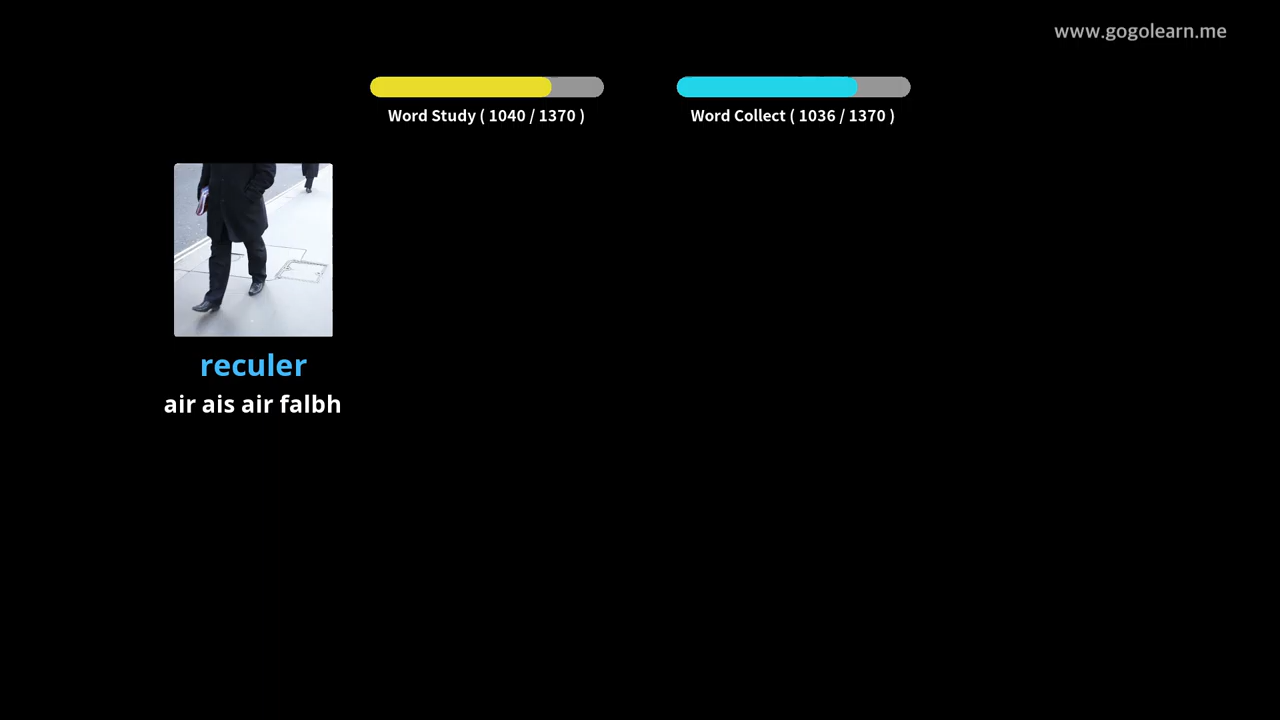 www.gogolearn.me
Word Study ( 1040 / 1370 )
Word Collect ( 1036 / 1370 )
reculer
air ais air falbh